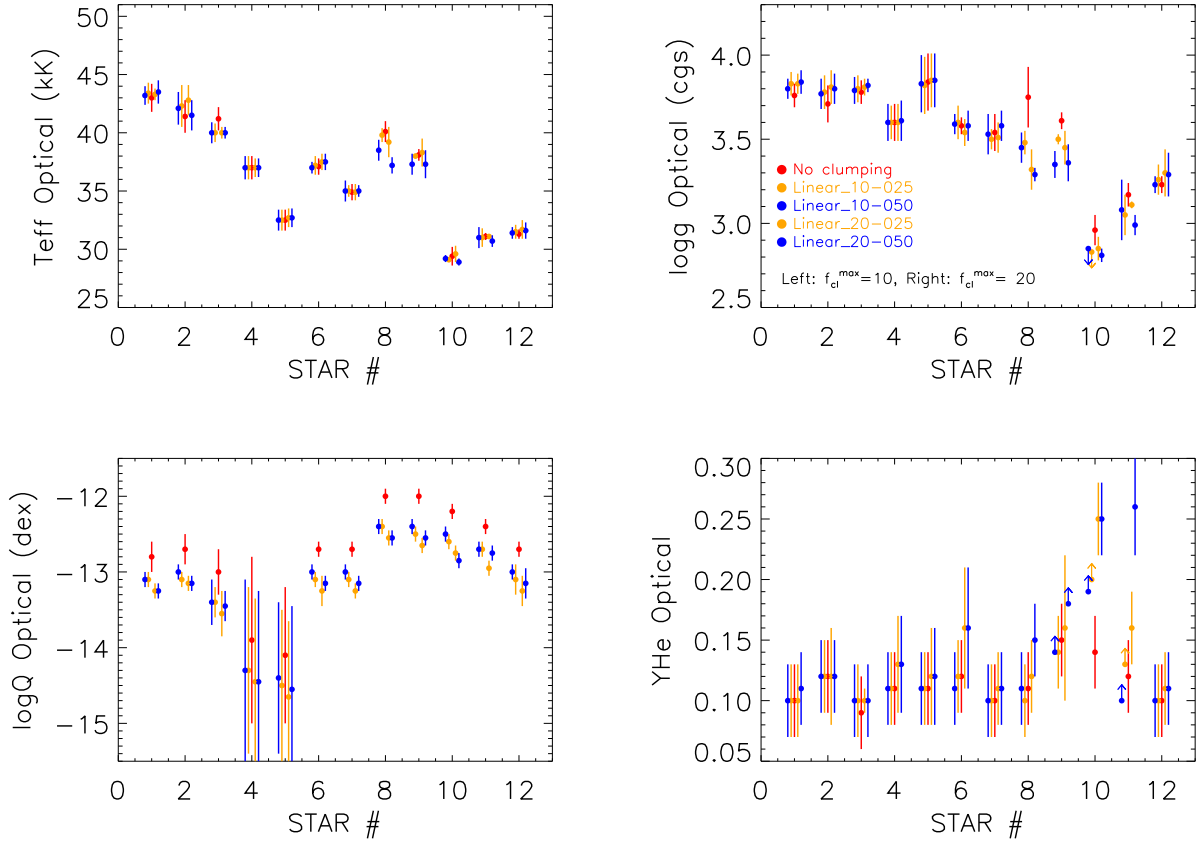 Teff Optical (kK)
50
45
40
35
30
25
0 2 4 6 8 10 12
STAR #
logg Optical (cgs)
4.0
3.5
3.0
2.5
No clumping
Linear_10-025
Linear_10-050
Linear_20-025
Linear_20-050
Left: f_cl^max=10, Right: f_cl^max= 20
0 2 4 6 8 10 12
STAR #
logQ Optical (dex)
-12
-13
-14
-15
0 2 4 6 8 10 12
STAR #
YHe Optical
0.30
0.25
0.20
0.15
0.10
0.05
0 2 4 6 8 10 12
STAR #